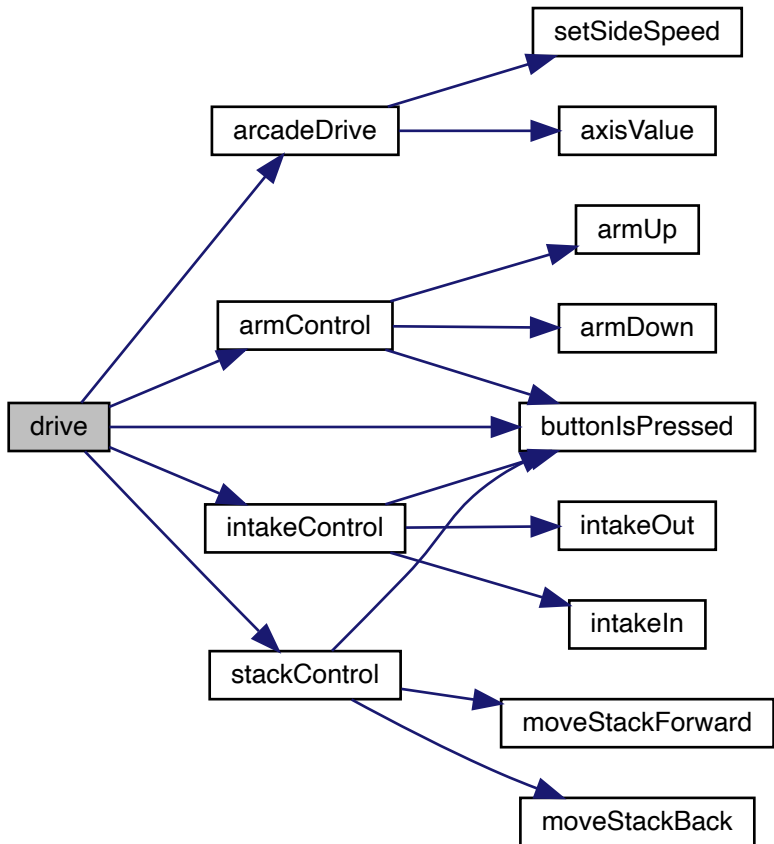 setSideSpeed
arcadeDrive
axisValue
armUp
armControl
armDown
drive
buttonIsPressed
intakeControl
intakeOut
intakeIn
stackControl
moveStackForward
moveStackBack